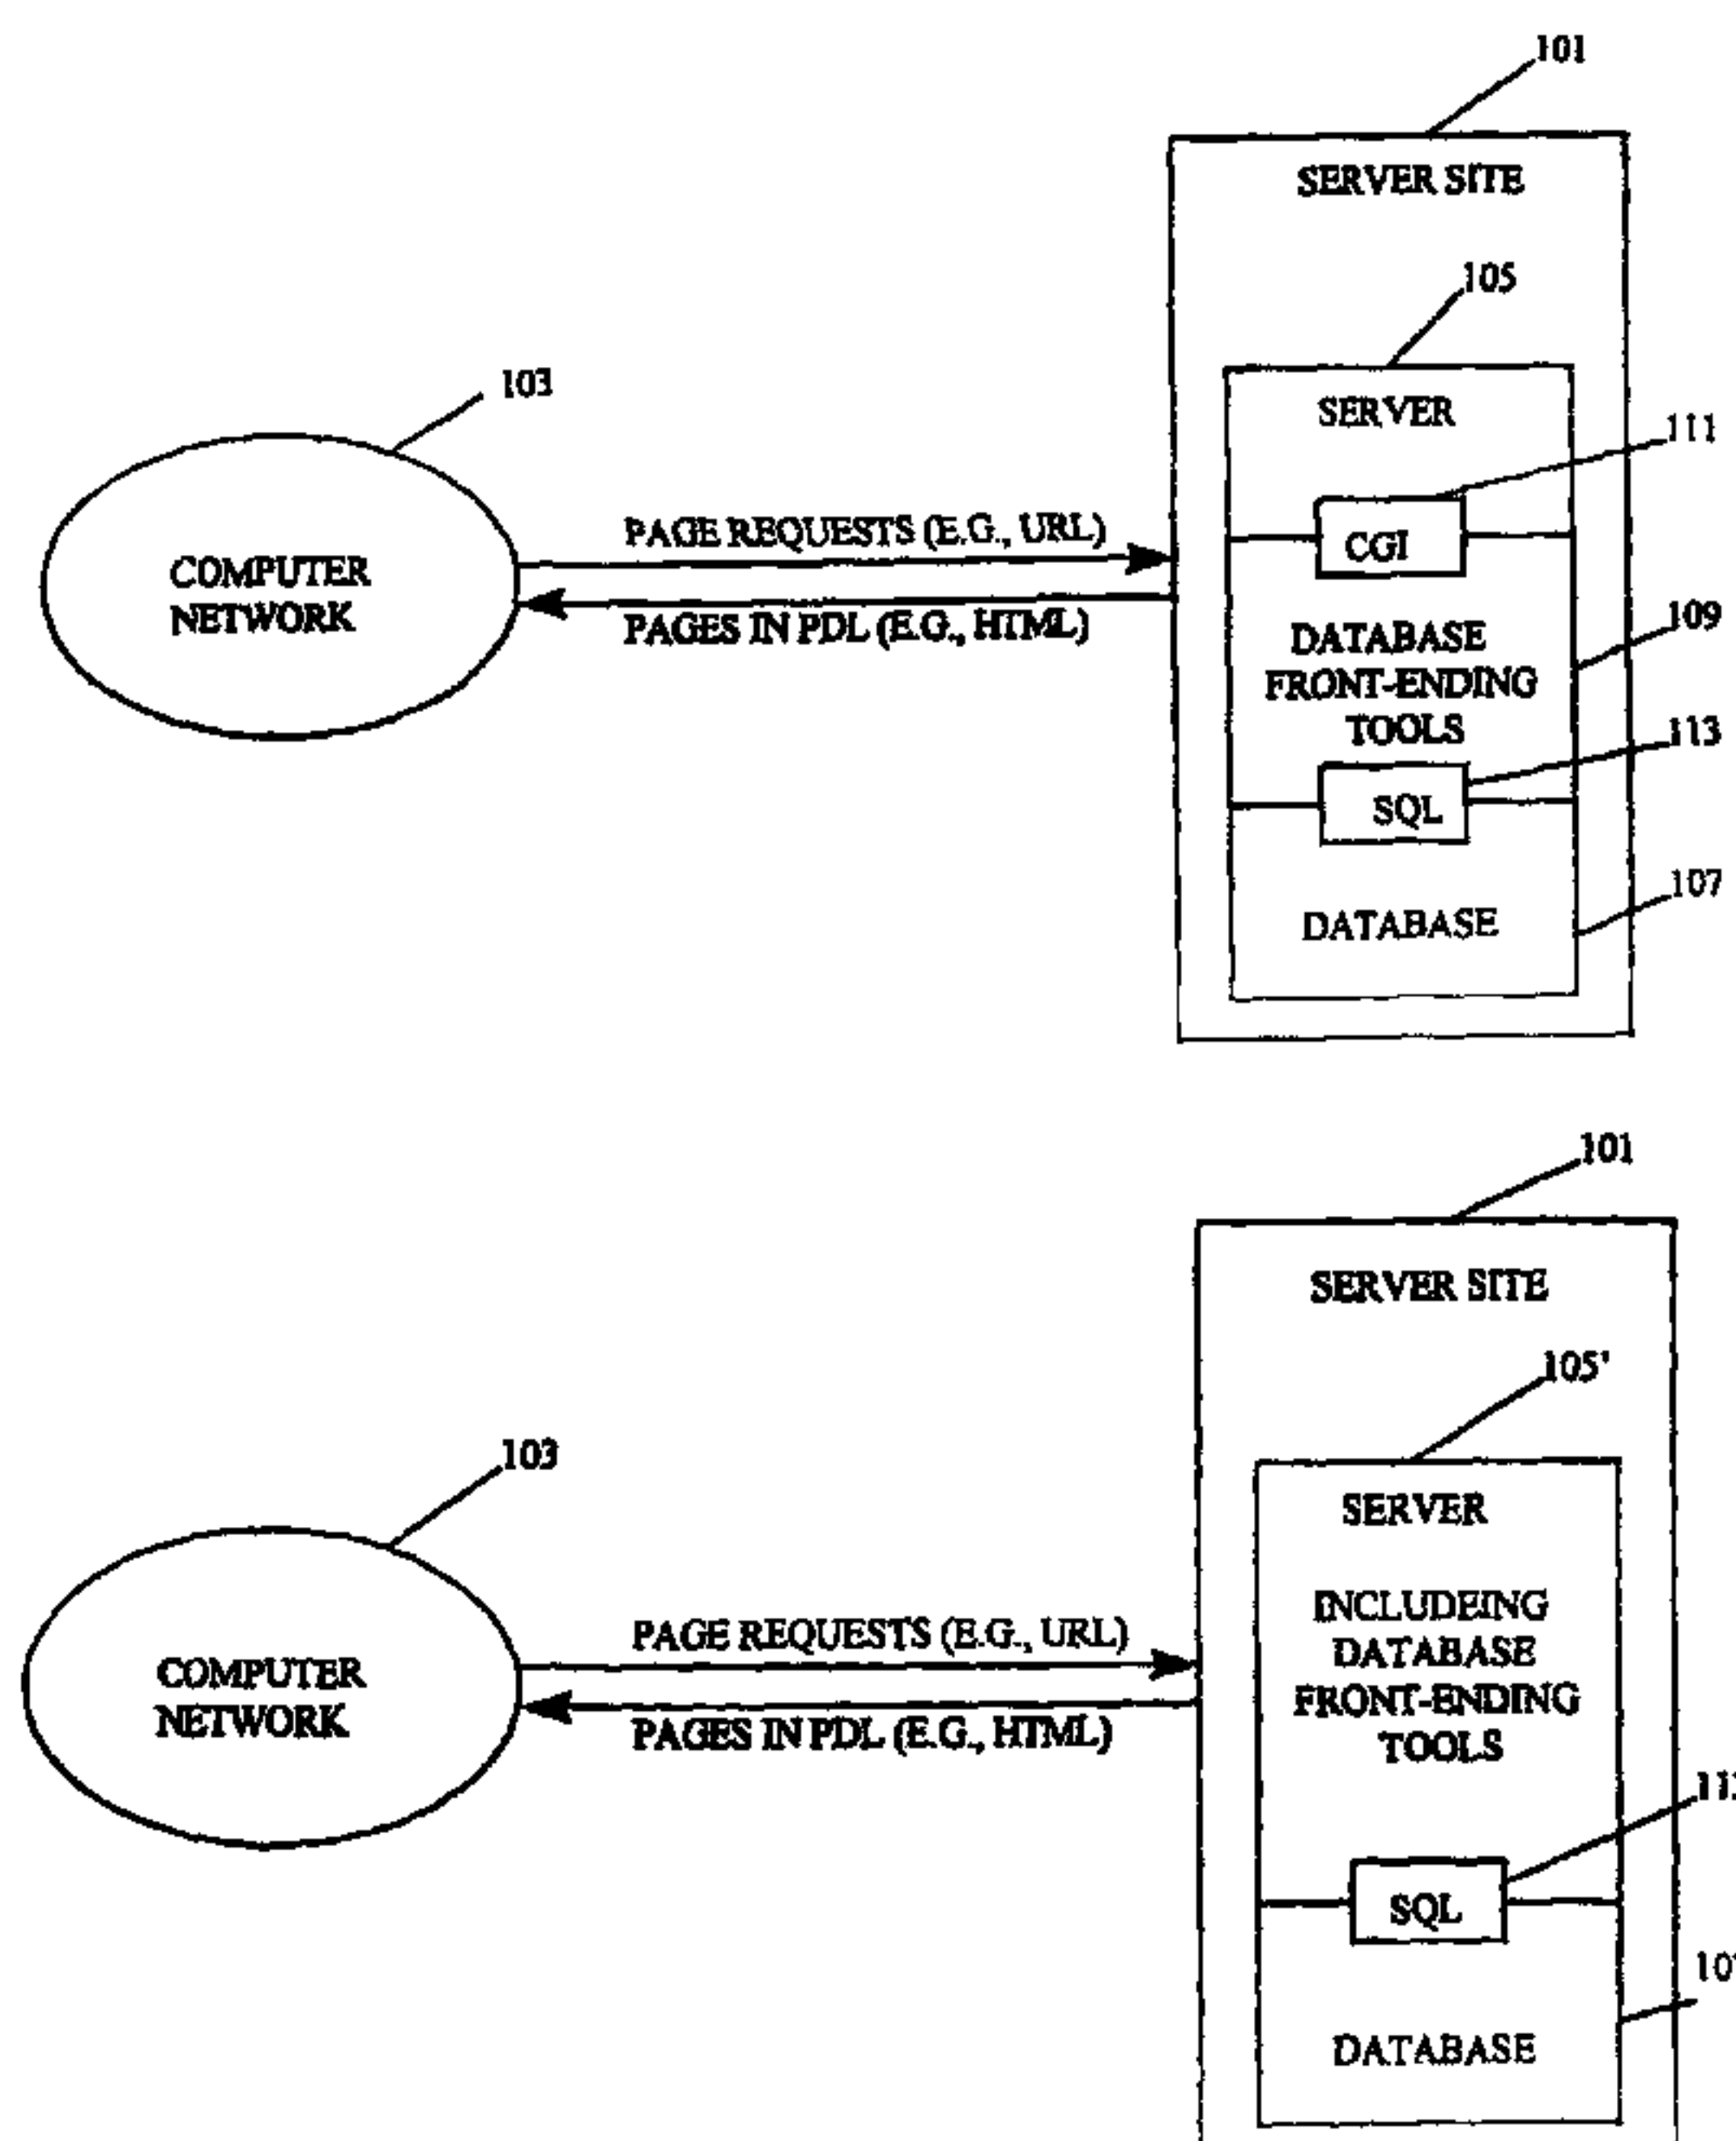 101
SERVER SITE
105
103
SERVER
111
PAGE REQUESTS (E.G., URL)
CGI
COMPUTER
NETWORK
109
PAGES IN PDL (E.G., HTML)
DATABASE
FRONT-ENDING
TOOLS
113
SQL
107
DATABASE
101
SERVER SITE
105'
103
SERVER
INCLUDEING
DATABASE
FRONT-ENDING
TOOLS
PAGE REQUESTS (E.G., URL)
COMPUTER
NETWORK
PAGES IN PDL (E.G., HTML)
SQL
DATABASE